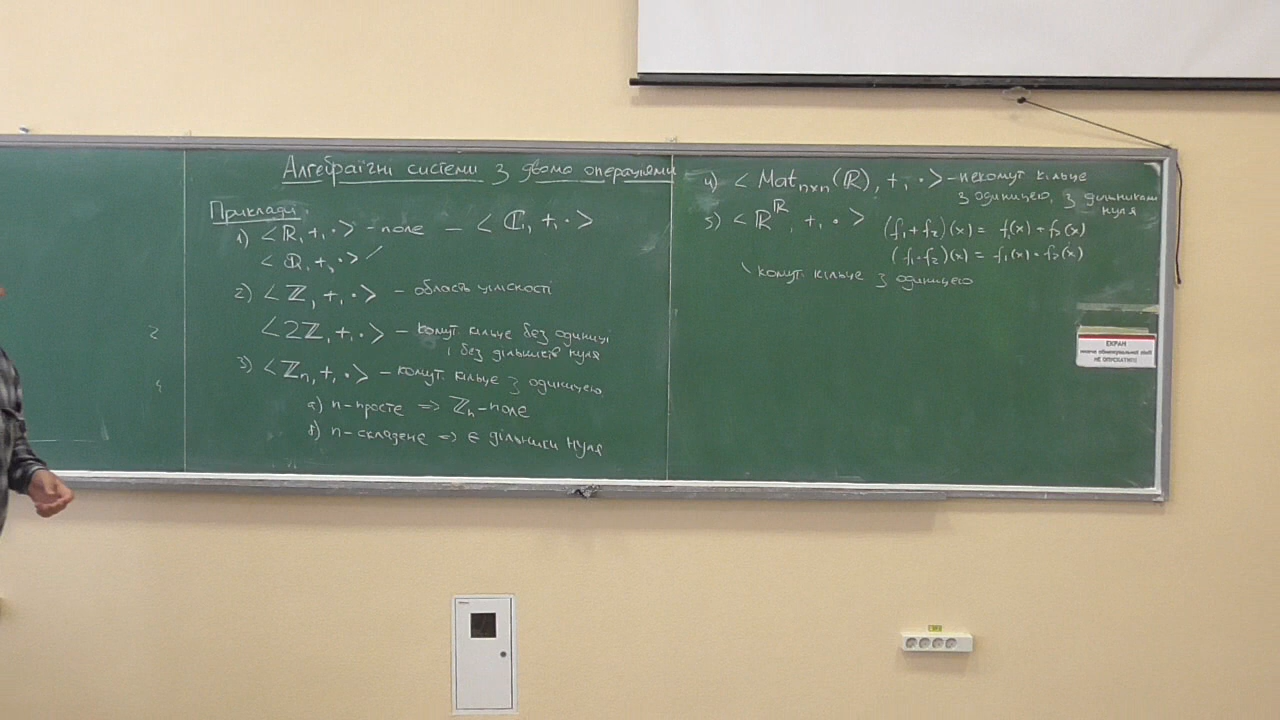 Алгебраїчні системи з двома операціями
Приклади.
1) <ℝ, +, ·> – поле – <ℂ, +, ·>
<ℚ, +, ·>
2) <ℤ, +, ·> – область цілісності
<2ℤ, +, ·> – комут. кільце без одиниці
і без дільників нуля
3) <ℤₙ, +, ·> – комут. кільце з одиницею.
а) n – просте => ℤₙ – поле
б) n – складене => є дільники нуля
4) <Matₙₓₙ(ℝ), +, ·> – некомут кільце
з одиницею, з дільниками
нуля
5) <ℝ^ℝ, +, ·> (f₁ + f₂)(x) = f₁(x) + f₂(x)
(f₁ · f₂)(x) = f₁(x) · f₂(x)
комут. кільце з одиницею
2
ЕКРАН
НЕ ОПУСКАТИ!!!